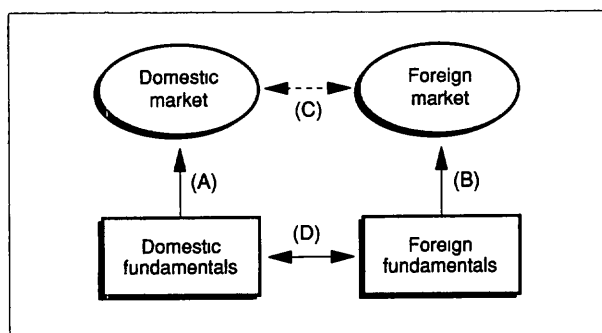 Domestic
market
Foreign
market
(C)
(A)
(B)
Domestic
fundamentals
(D)
Foreign
fundamentals